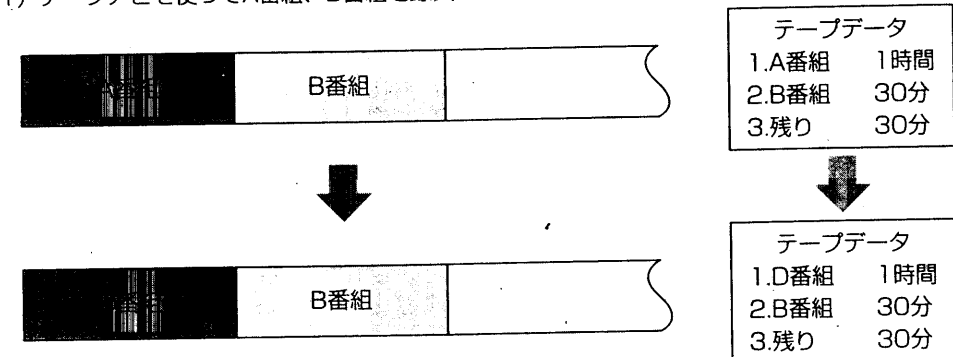 テープデータ
1.A番組 1時間
2.B番組 30分
3.残り 30分
A番組 B番組
テープデータ
1.D番組 1時間
2.B番組 30分
3.残り 30分
B番組